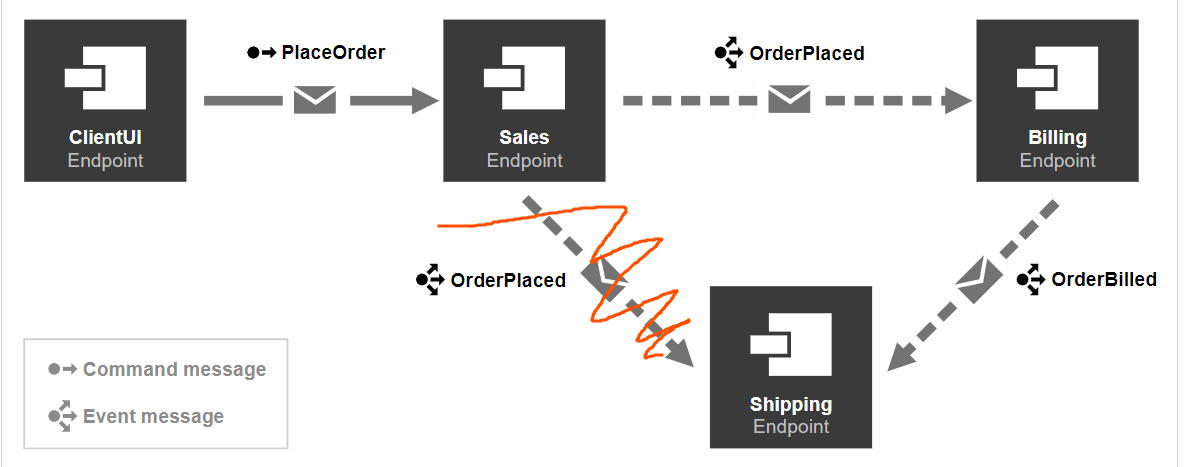 PlaceOrder
OrderPlaced
ClientUI
Endpoint
Sales
Endpoint
Billing
Endpoint
OrderPlaced
OrderBilled
Command message
Event message
Shipping
Endpoint